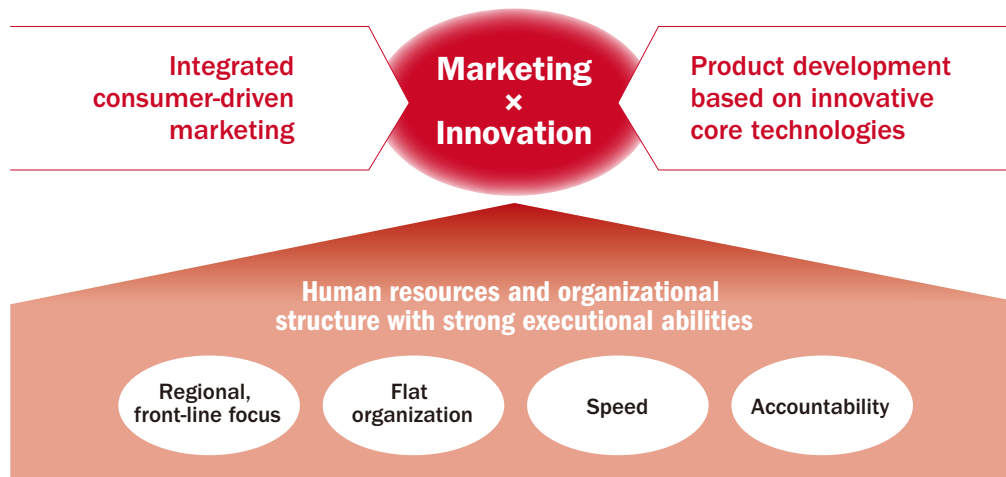 Integrated
consumer-driven
marketing
Marketing
×
Innovation
Product development
based on innovative
core technologies
Human resources and organizational
structure with strong executional abilities
Regional,
front-line focus
Flat
organization
Speed
Accountability